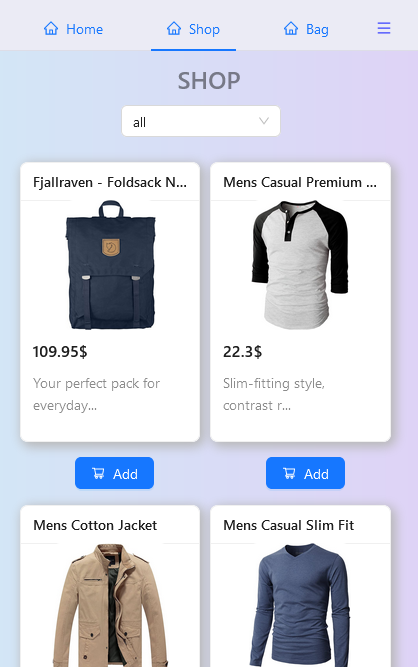 Home
Shop
Bag
SHOP
all
Fjallraven - Foldsack N...
Mens Casual Premium ...
109.95$
22.3$
Your perfect pack for
everyday...
Slim-fitting style,
contrast r...
Add
Add
Mens Cotton Jacket
Mens Casual Slim Fit